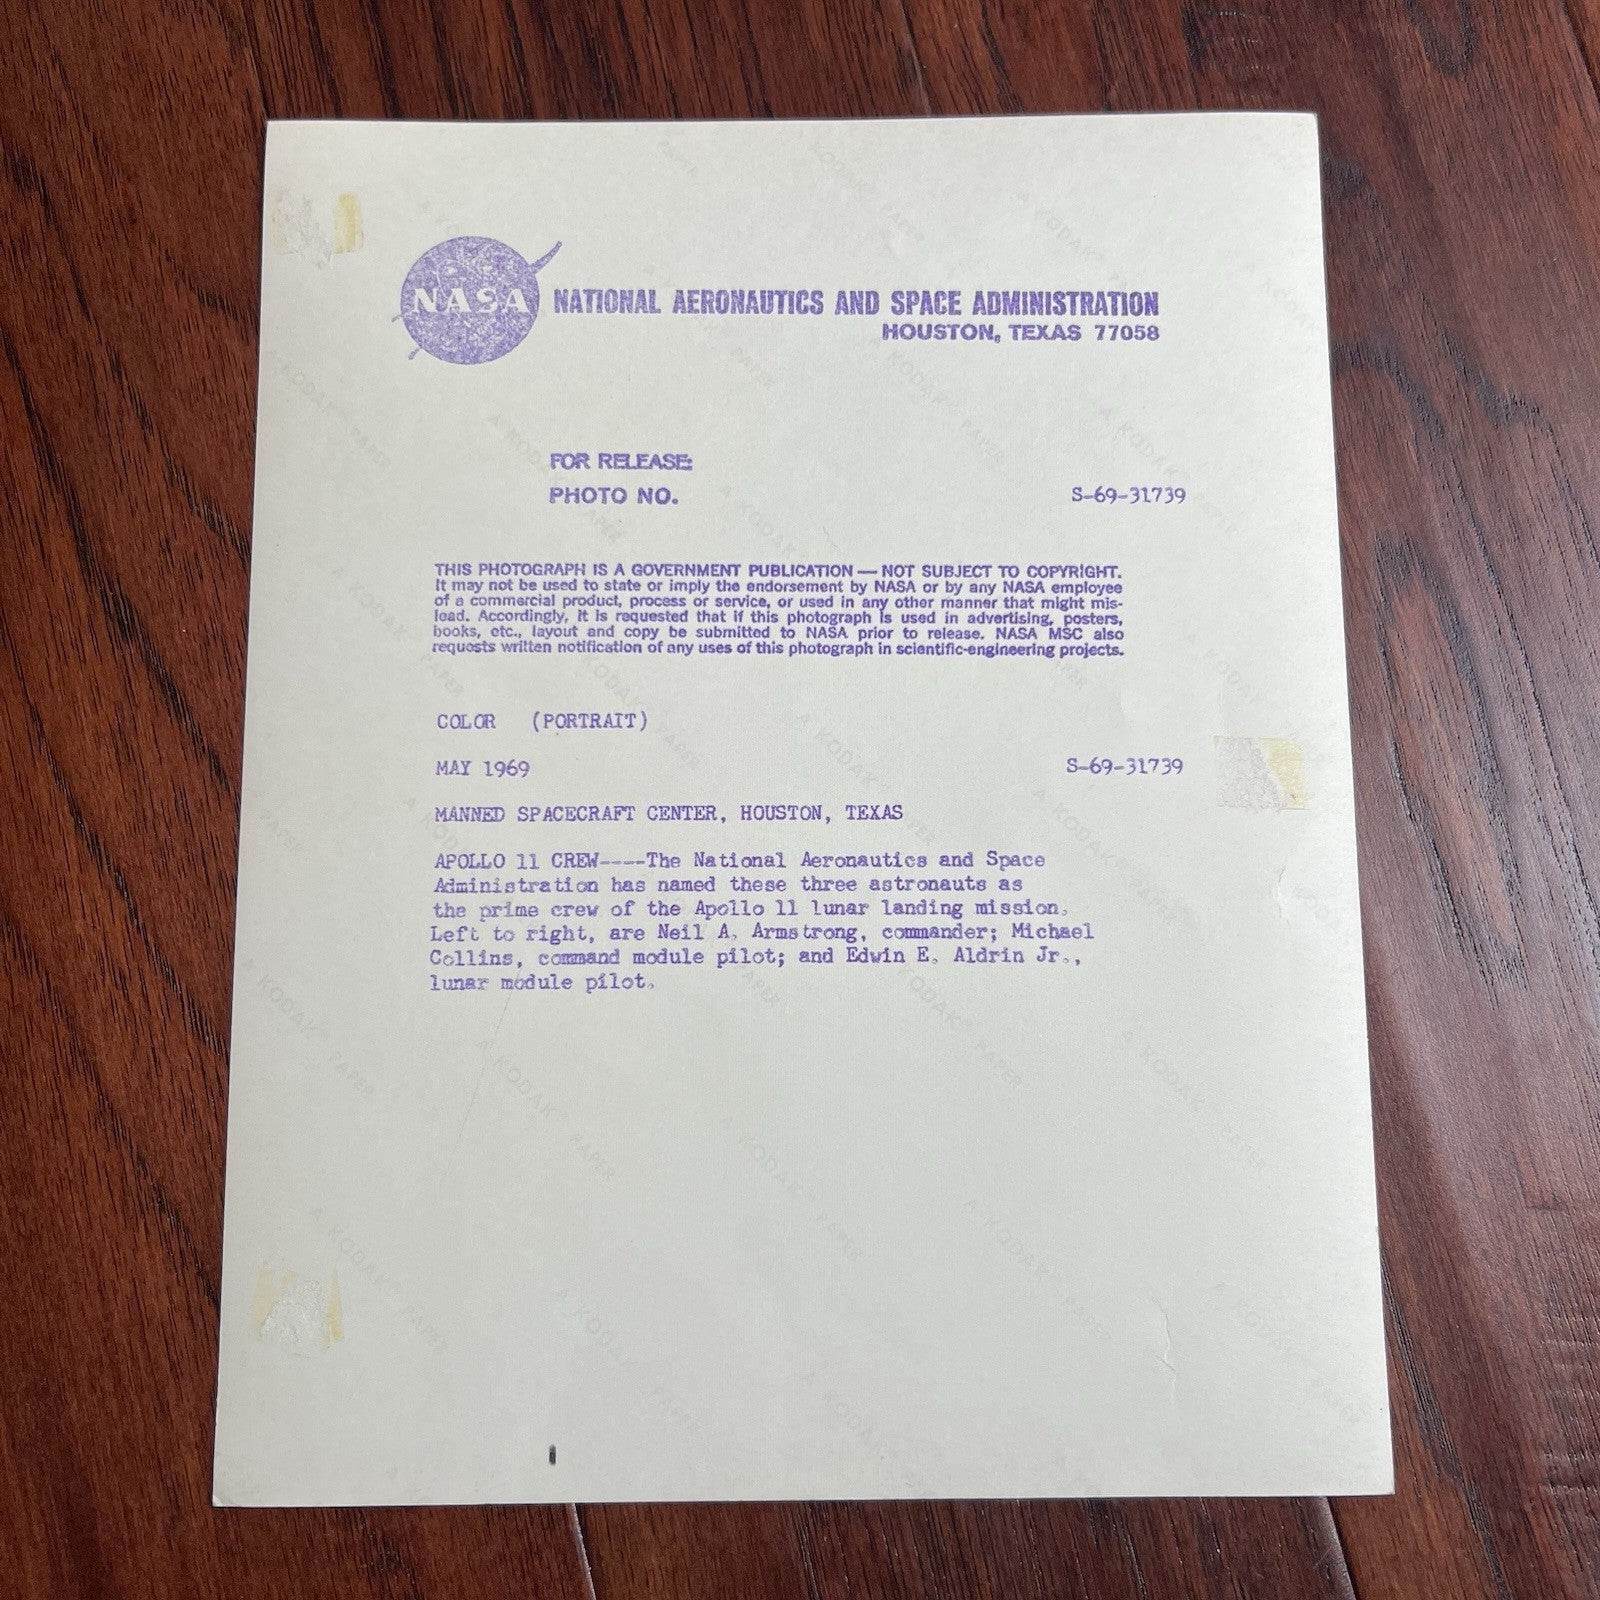 NASA
NATIONAL AERONAUTICS AND SPACE ADMINISTRATION
HOUSTON, TEXAS 77058
FOR RELEASE:
PHOTO NO. S-69-31739
THIS PHOTOGRAPH IS A GOVERNMENT PUBLICATION — NOT SUBJECT TO COPYRIGHT.
It may not be used to state or imply the endorsement by NASA or by any NASA employee
of a commercial product, process or service, or used in any other manner that might mis-
lead. Accordingly, it is requested that if this photograph is used in advertising, posters,
books, etc., layout and copy be submitted to NASA prior to release. NASA MSC also
requests written notification of any uses of this photograph in scientific-engineering projects.
COLOR (PORTRAIT)
MAY 1969 S-69-31739
MANNED SPACECRAFT CENTER, HOUSTON, TEXAS
APOLLO 11 CREW----The National Aeronautics and Space
Administration has named these three astronauts as
the prime crew of the Apollo 11 lunar landing mission.
Left to right, are Neil A. Armstrong, commander; Michael
Collins, command module pilot; and Edwin E. Aldrin Jr.,
lunar module pilot.
A KODAK® PAPER